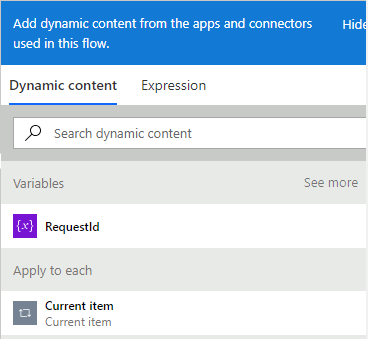 Add dynamic content from the apps and connectors Hide
used in this flow.
Dynamic content Expression
Search dynamic content
Variables See more
{x} RequestId
Apply to each
Current item
Current item